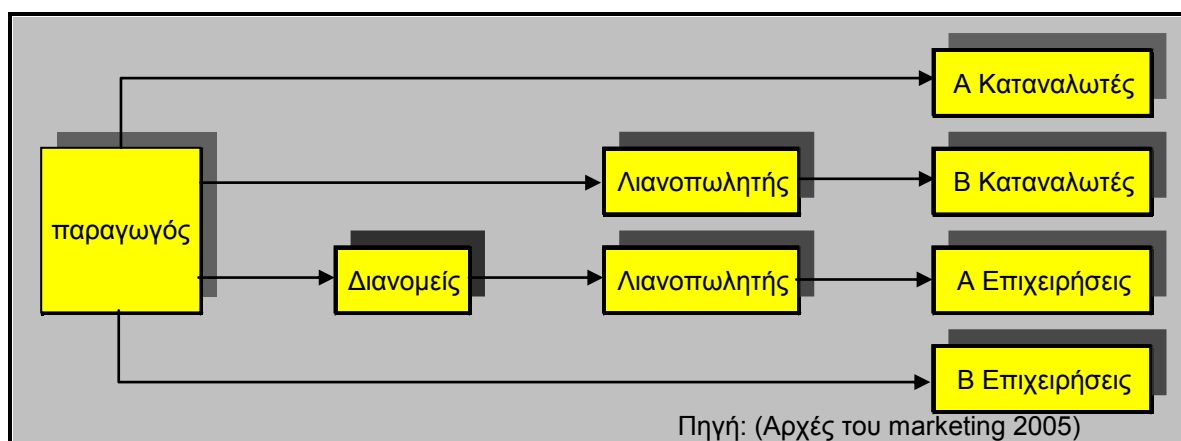 Α Καταναλωτές
Λιανοπωλητής
Β Καταναλωτές
παραγωγός
Διανομείς
Λιανοπωλητής
Α Επιχειρήσεις
Β Επιχειρήσεις
Πηγή: (Αρχές του marketing 2005)